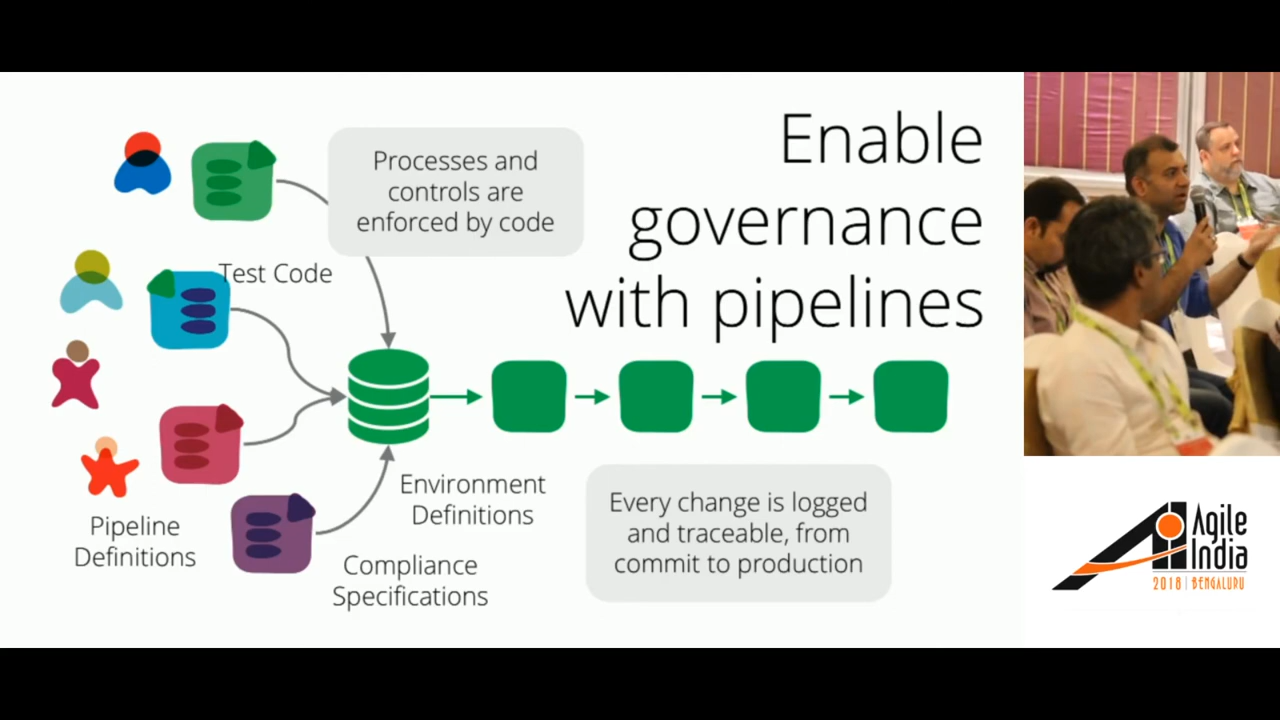 Enable
governance
with pipelines
Processes and
controls are
enforced by code
Test Code
Environment
Definitions
Pipeline
Definitions
Compliance
Specifications
Every change is logged
and traceable, from
commit to production
Agile
India
2018 | BENGALURU